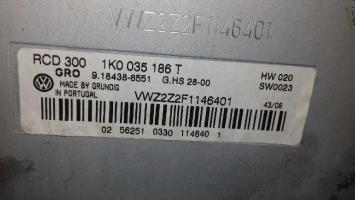 VWZ2Z2F1146401
RCD 300 1K0 035 186 T
GRO 9.18438-6551 G.HS 28-00 HW 020
MADE BY GRUNDIG SW0023
IN PORTUGAL
VWZ2Z2F1146401 43/06
02 56251 0330 114640 1